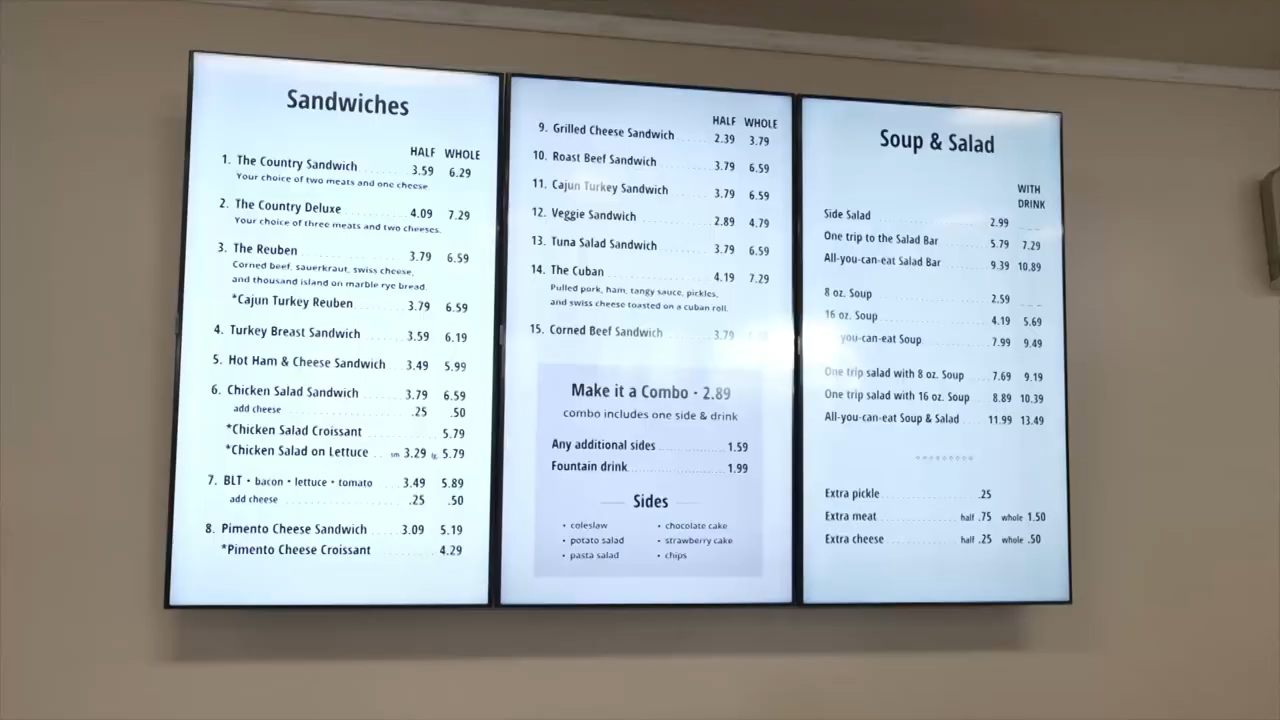 Sandwiches
HALF WHOLE
1. The Country Sandwich 3.59 6.29
Your choice of two meats and one cheese.
2. The Country Deluxe 4.09 7.29
Your choice of three meats and two cheeses.
3. The Reuben 3.79 6.59
Corned beef, sauerkraut, swiss cheese,
and thousand island on marble rye bread.
*Cajun Turkey Reuben 3.79 6.59
4. Turkey Breast Sandwich 3.59 6.19
5. Hot Ham & Cheese Sandwich 3.49 5.99
6. Chicken Salad Sandwich 3.79 6.59
add cheese .25 .50
*Chicken Salad Croissant 5.79
*Chicken Salad on Lettuce sm 3.29 lg 5.79
7. BLT • bacon • lettuce • tomato 3.49 5.89
add cheese .25 .50
8. Pimento Cheese Sandwich 3.09 5.19
*Pimento Cheese Croissant 4.29
HALF WHOLE
9. Grilled Cheese Sandwich 2.39 3.79
10. Roast Beef Sandwich 3.79 6.59
11. Cajun Turkey Sandwich 3.79 6.59
12. Veggie Sandwich 2.89 4.79
13. Tuna Salad Sandwich 3.79 6.59
14. The Cuban 4.19 7.29
Pulled pork, ham, tangy sauce, pickles,
and swiss cheese toasted on a cuban roll.
15. Corned Beef Sandwich 3.79
Make it a Combo • 2.89
combo includes one side & drink
Any additional sides 1.59
Fountain drink 1.99
Sides
• coleslaw
• potato salad
• pasta salad
• chocolate cake
• strawberry cake
• chips
Soup & Salad
WITH
DRINK
Side Salad 2.99
One trip to the Salad Bar 5.79 7.29
All-you-can-eat Salad Bar 9.39 10.89
8 oz. Soup 2.59
16 oz. Soup 4.19 5.69
you-can-eat Soup 7.99 9.49
One trip salad with 8 oz. Soup 7.69 9.19
One trip salad with 16 oz. Soup 8.89 10.39
All-you-can-eat Soup & Salad 11.99 13.49
Extra pickle .25
Extra meat half .75 whole 1.50
Extra cheese half .25 whole .50